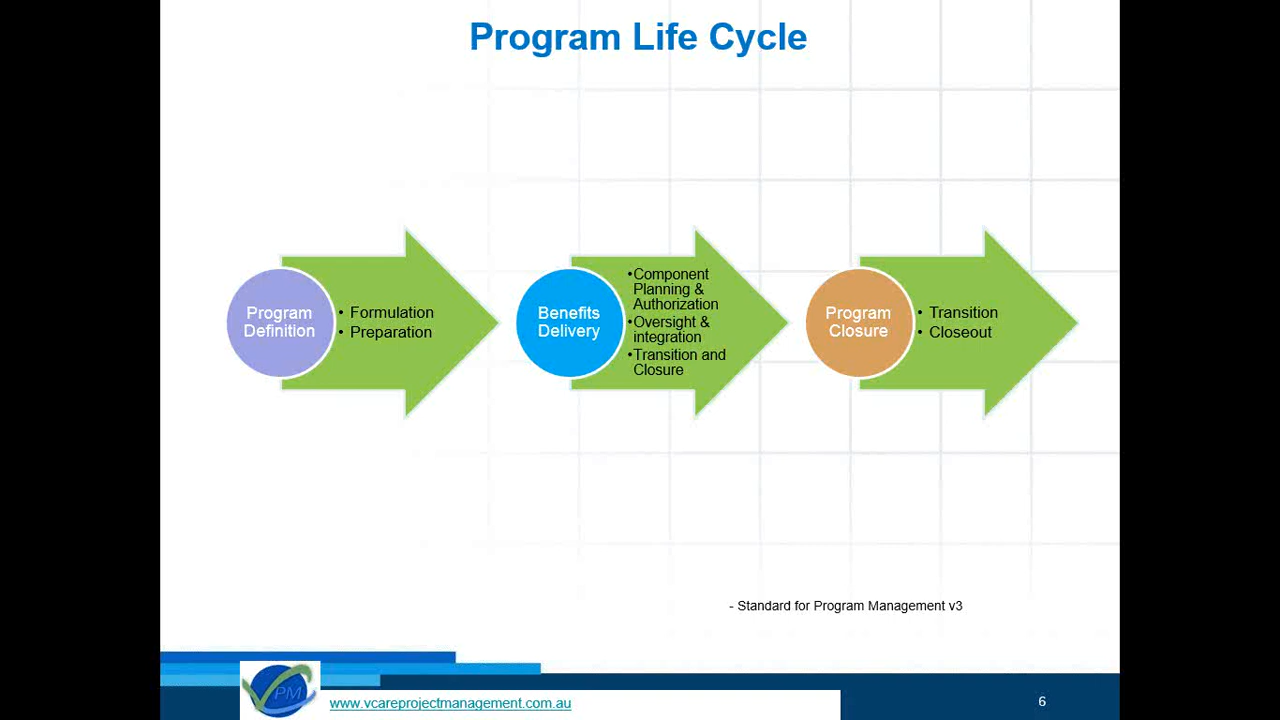 Program Life Cycle
Program
Definition
• Formulation
• Preparation
Benefits
Delivery
•Component
Planning &
Authorization
•Oversight &
integration
•Transition and
Closure
Program
Closure
• Transition
• Closeout
- Standard for Program Management v3
PM
www.vcareprojectmanagement.com.au
6